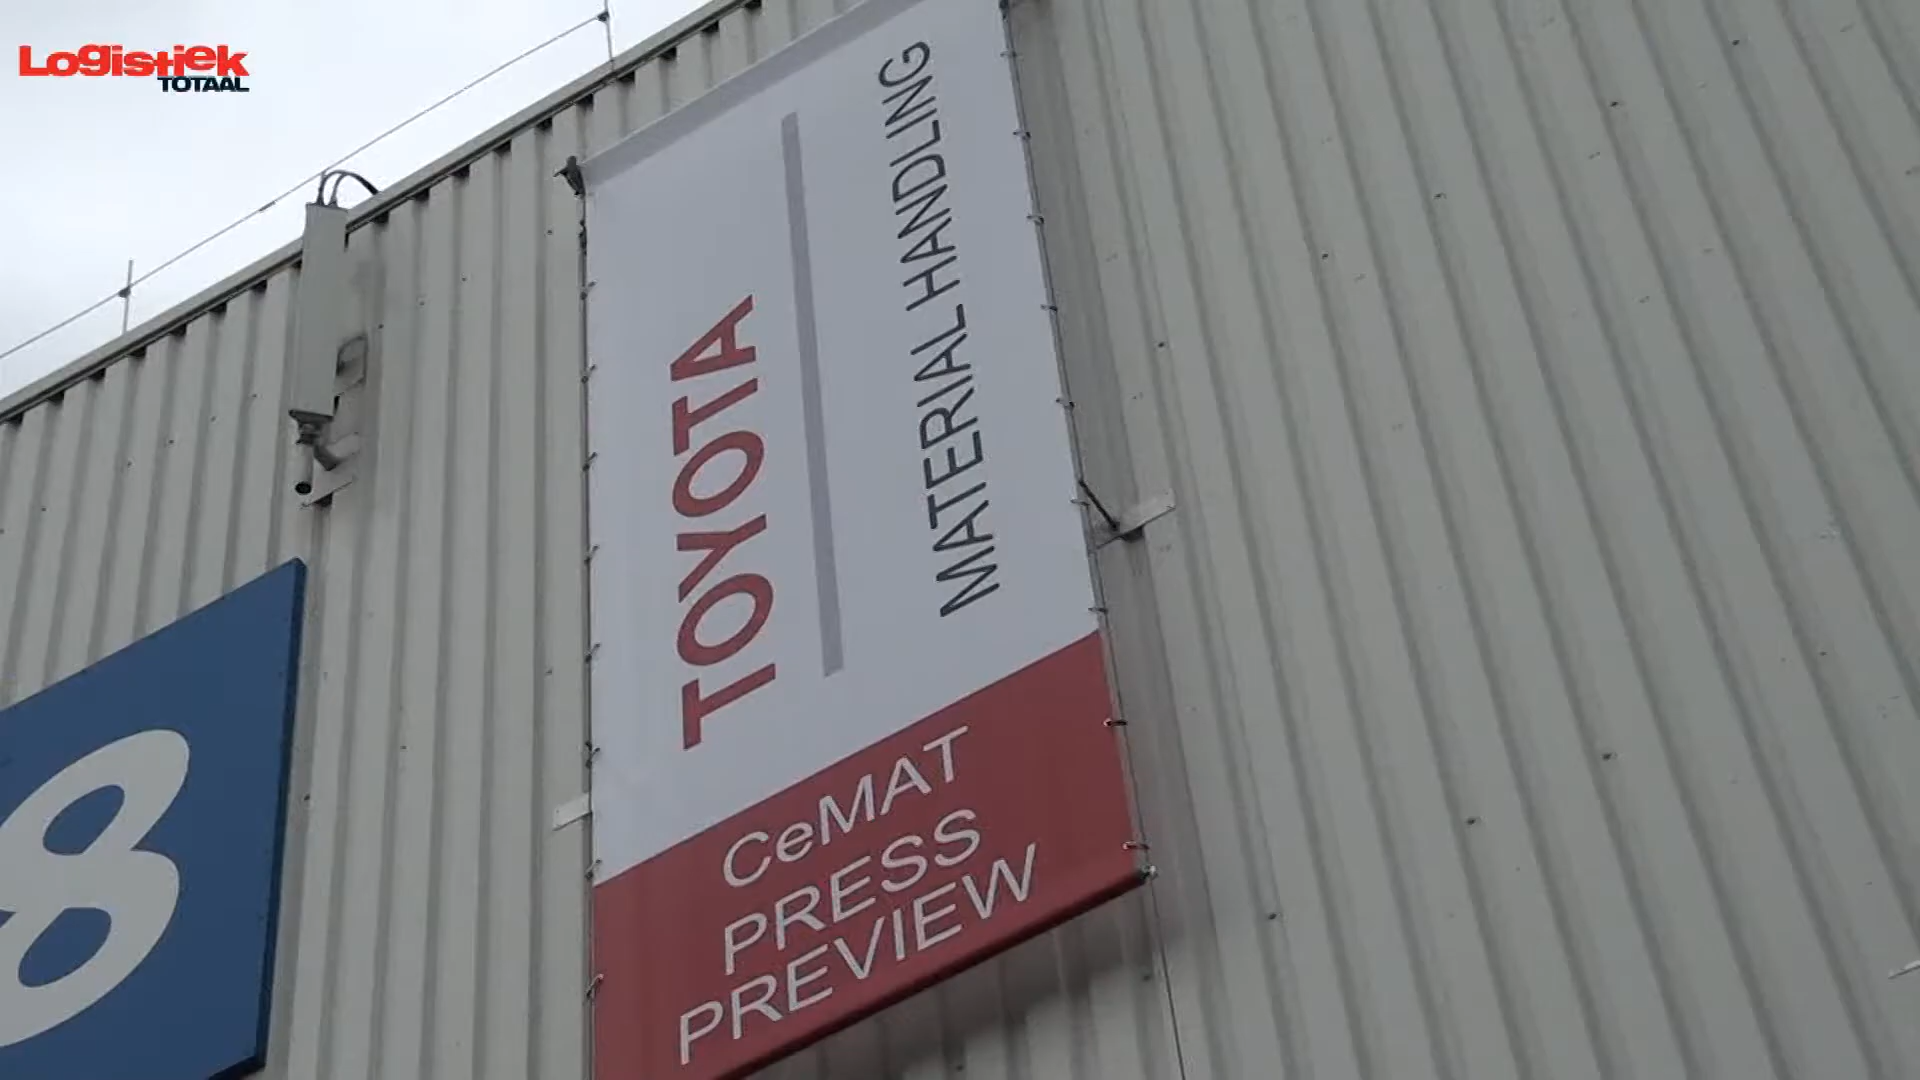 Logistiek
TOTAAL
TOYOTA
MATERIAL HANDLING
CeMAT
PRESS
PREVIEW
8